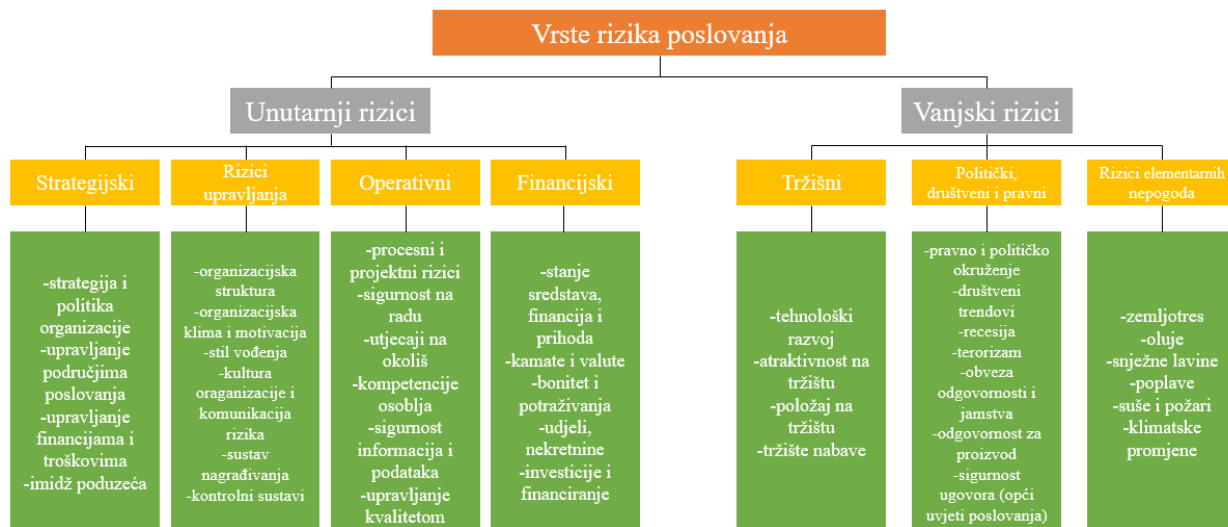 Vrste rizika poslovanja
Unutarnji rizici
Vanjski rizici
Strategijski
Rizici
upravljanja
Operativni
Financijski
Tržišni
Politički,
društveni i pravni
Rizici elementarnih
nepogoda
-strategija i
politika
organizacije
-upravljanje
područjima
poslovanja
-upravljanje
financijama i
troškovima
-imidž poduzeća
-organizacijska
struktura
-organizacijska
klima i motivacija
-stil vođenja
-kultura
oraganizacije i
komunikacija
rizika
-sustav
nagrađivanja
-kontrolni sustavi
-procesni i
projektni rizici
-sigurnost na
radu
-utjecaji na
okoliš
-kompetencije
osoblja
-sigurnost
informacija i
podataka
-upravljanje
kvalitetom
-stanje
sredstava,
financija i
prihoda
-kamate i valute
-bonitet i
potraživanja
-udjeli,
nekretnine
-investicije i
financiranje
-tehnološki
razvoj
-atraktivnost na
tržištu
-položaj na
tržištu
-tržište nabave
-pravno i političko
okruženje
-društveni
trendovi
-recesija
-terorizam
-obveza
odgovornosti i
jamstva
-odgovornost za
proizvod
-sigurnost
ugovora (opći
uvjeti poslovanja)
-zemljotres
-oluje
-snježne lavine
-poplave
-suše i požari
-klimatske
promjene